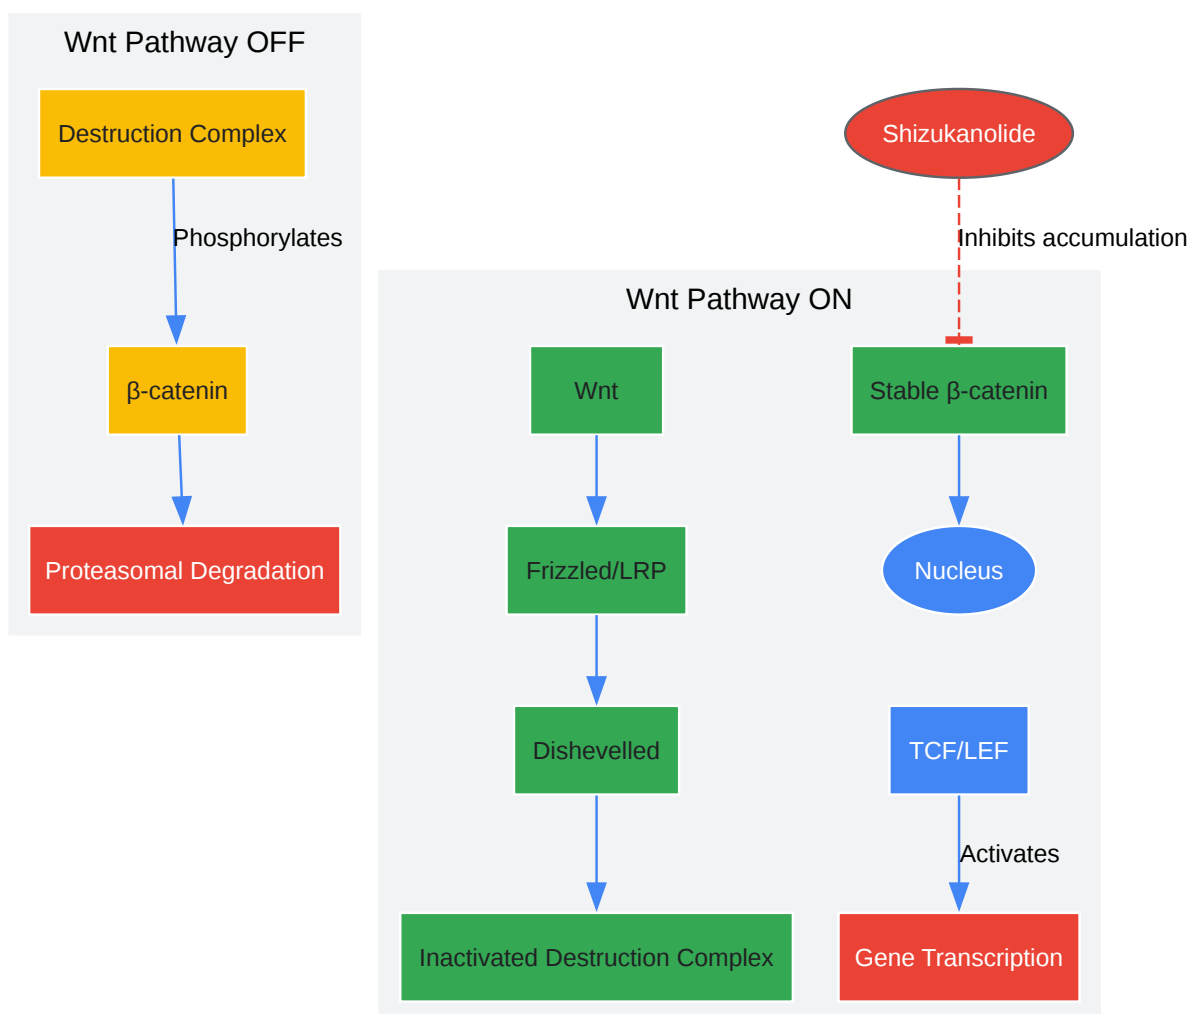 Wnt Pathway OFF
Destruction Complex
Phosphorylates
β-catenin
Proteasomal Degradation
Shizukanolide
Inhibits accumulation
Wnt Pathway ON
Wnt
Frizzled/LRP
Dishevelled
Inactivated Destruction Complex
Stable β-catenin
Nucleus
TCF/LEF
Activates
Gene Transcription